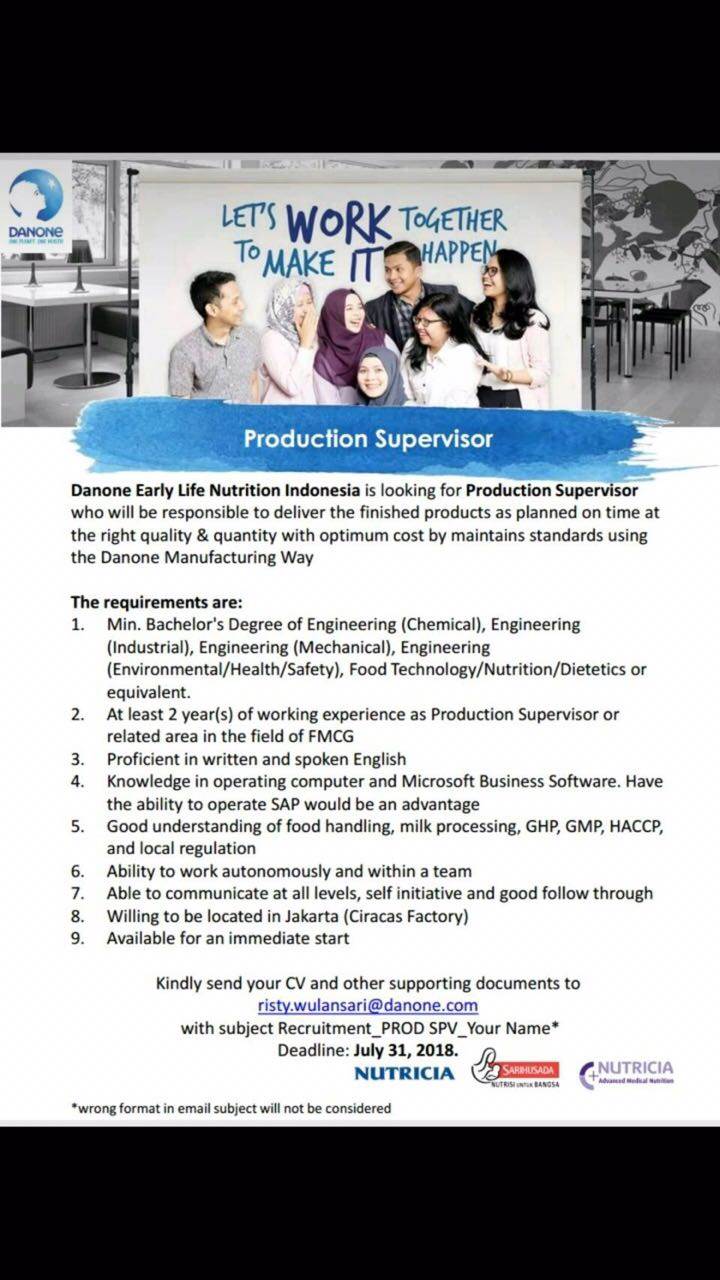 DANONE
ONE PLANET. ONE HEALTH
LET'S WORK TOGETHER
TO MAKE IT HAPPEN
Production Supervisor
Danone Early Life Nutrition Indonesia is looking for Production Supervisor
who will be responsible to deliver the finished products as planned on time at
the right quality & quantity with optimum cost by maintains standards using
the Danone Manufacturing Way
The requirements are:
1. Min. Bachelor's Degree of Engineering (Chemical), Engineering
(Industrial), Engineering (Mechanical), Engineering
(Environmental/Health/Safety), Food Technology/Nutrition/Dietetics or
equivalent.
2. At least 2 year(s) of working experience as Production Supervisor or
related area in the field of FMCG
3. Proficient in written and spoken English
4. Knowledge in operating computer and Microsoft Business Software. Have
the ability to operate SAP would be an advantage
5. Good understanding of food handling, milk processing, GHP, GMP, HACCP,
and local regulation
6. Ability to work autonomously and within a team
7. Able to communicate at all levels, self initiative and good follow through
8. Willing to be located in Jakarta (Ciracas Factory)
9. Available for an immediate start
Kindly send your CV and other supporting documents to
risty.wulansari@danone.com
with subject Recruitment_PROD SPV_Your Name*
Deadline: July 31, 2018.
NUTRICIA
SARIHUSADA
NUTRISI UNTUK BANGSA
NUTRICIA
Advanced Medical Nutrition
*wrong format in email subject will not be considered